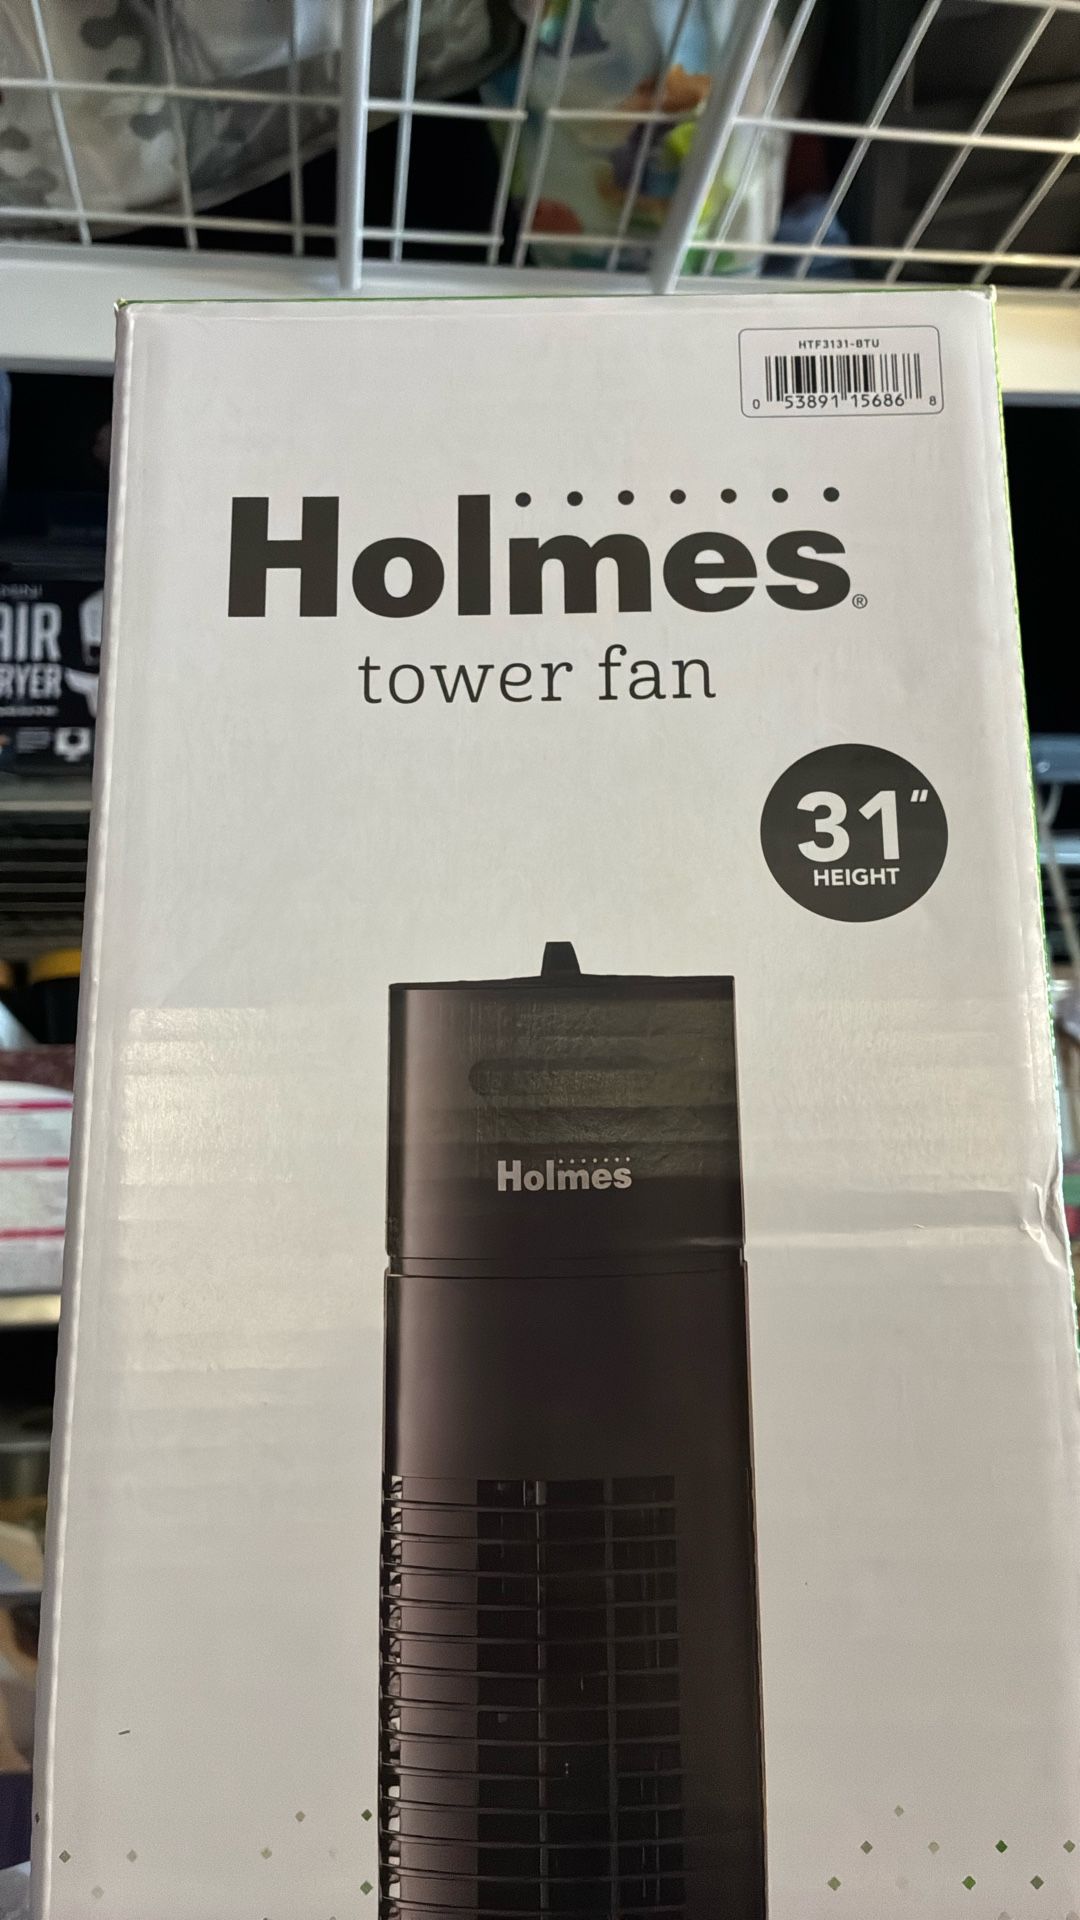 HTF3131-BTU
0 53891 15686 8
Holmes®
tower fan
31"
HEIGHT
Holmes
AIR
RYER